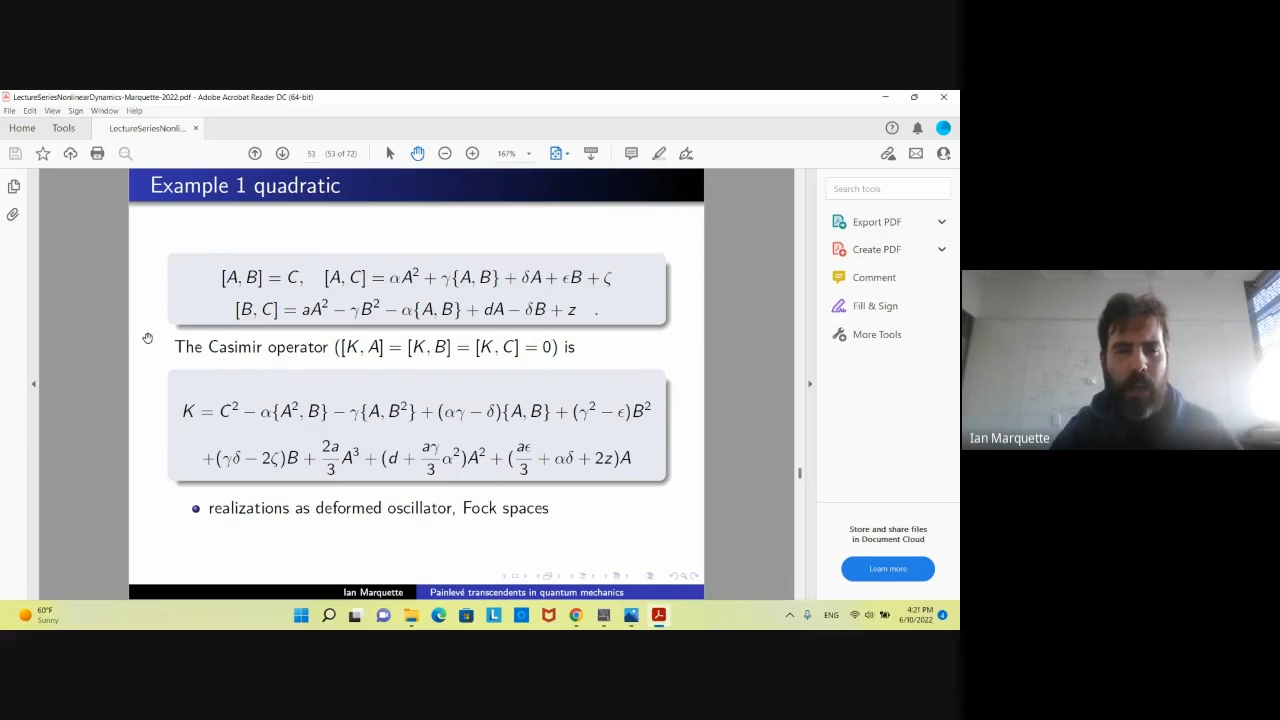 LectureSeriesNonlinearDynamics-Marquette-2022.pdf - Adobe Acrobat Reader DC (64-bit)
File Edit View Sign Window Help
Home Tools LectureSeriesNonli... ×
53 (53 of 72) 167%
Search tools
Export PDF
Create PDF
Comment
Fill & Sign
More Tools
Store and share files
in Document Cloud
Learn more
Example 1 quadratic
[A, B] = C, [A, C] = αA² + γ{A, B} + δA + ϵB + ζ
[B, C] = aA² − γB² − α{A, B} + dA − δB + z .
The Casimir operator ([K, A] = [K, B] = [K, C] = 0) is
K = C² − α{A², B} − γ{A, B²} + (αγ − δ){A, B} + (γ² − ϵ)B²
+(γδ − 2ζ)B + 2a/3 A³ + (d + aγ/3 α²)A² + (aϵ/3 + αδ + 2z)A
realizations as deformed oscillator, Fock spaces
Ian Marquette Painlevé transcendents in quantum mechanics
Ian Marquette
60°F
Sunny
ENG
4:21 PM
6/10/2022
4